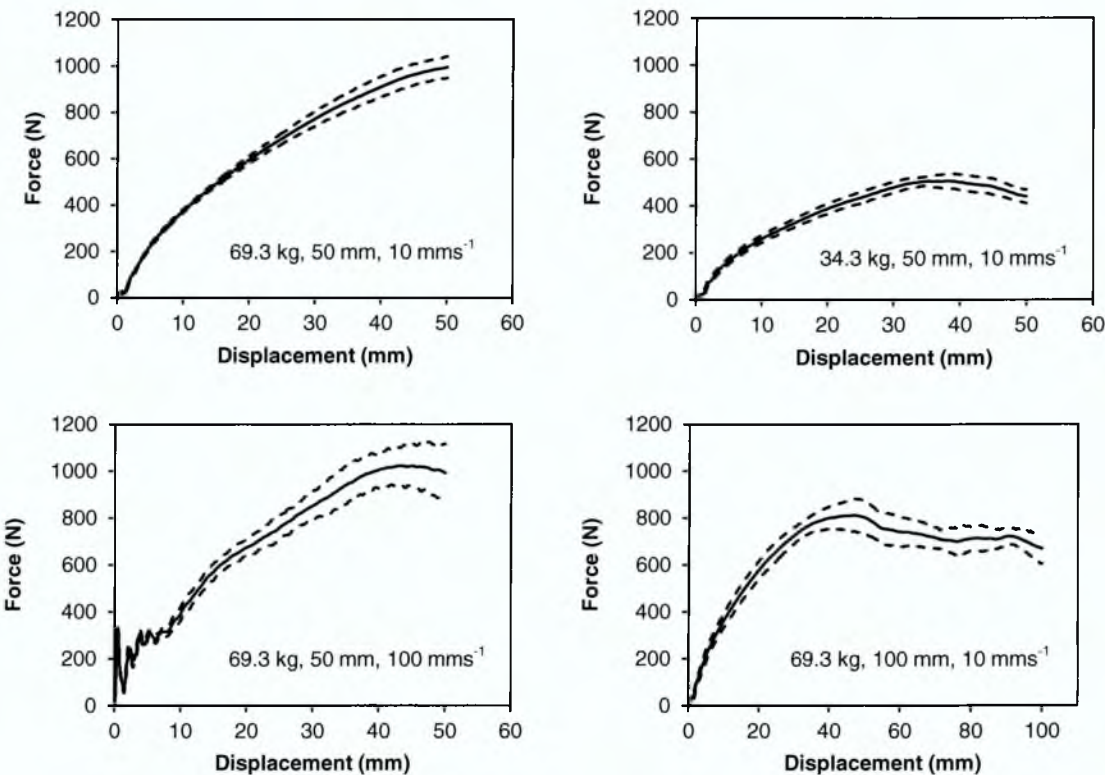 1200
1000
800
600
400
200
0
Force (N)
69.3 kg, 50 mm, 10 mms⁻¹
0 10 20 30 40 50 60
Displacement (mm)
1200
1000
800
600
400
200
0
Force (N)
34.3 kg, 50 mm, 10 mms⁻¹
0 10 20 30 40 50 60
Displacement (mm)
1200
1000
800
600
400
200
0
Force (N)
69.3 kg, 50 mm, 100 mms⁻¹
0 10 20 30 40 50 60
Displacement (mm)
1200
1000
800
600
400
200
0
Force (N)
69.3 kg, 100 mm, 10 mms⁻¹
0 20 40 60 80 100
Displacement (mm)